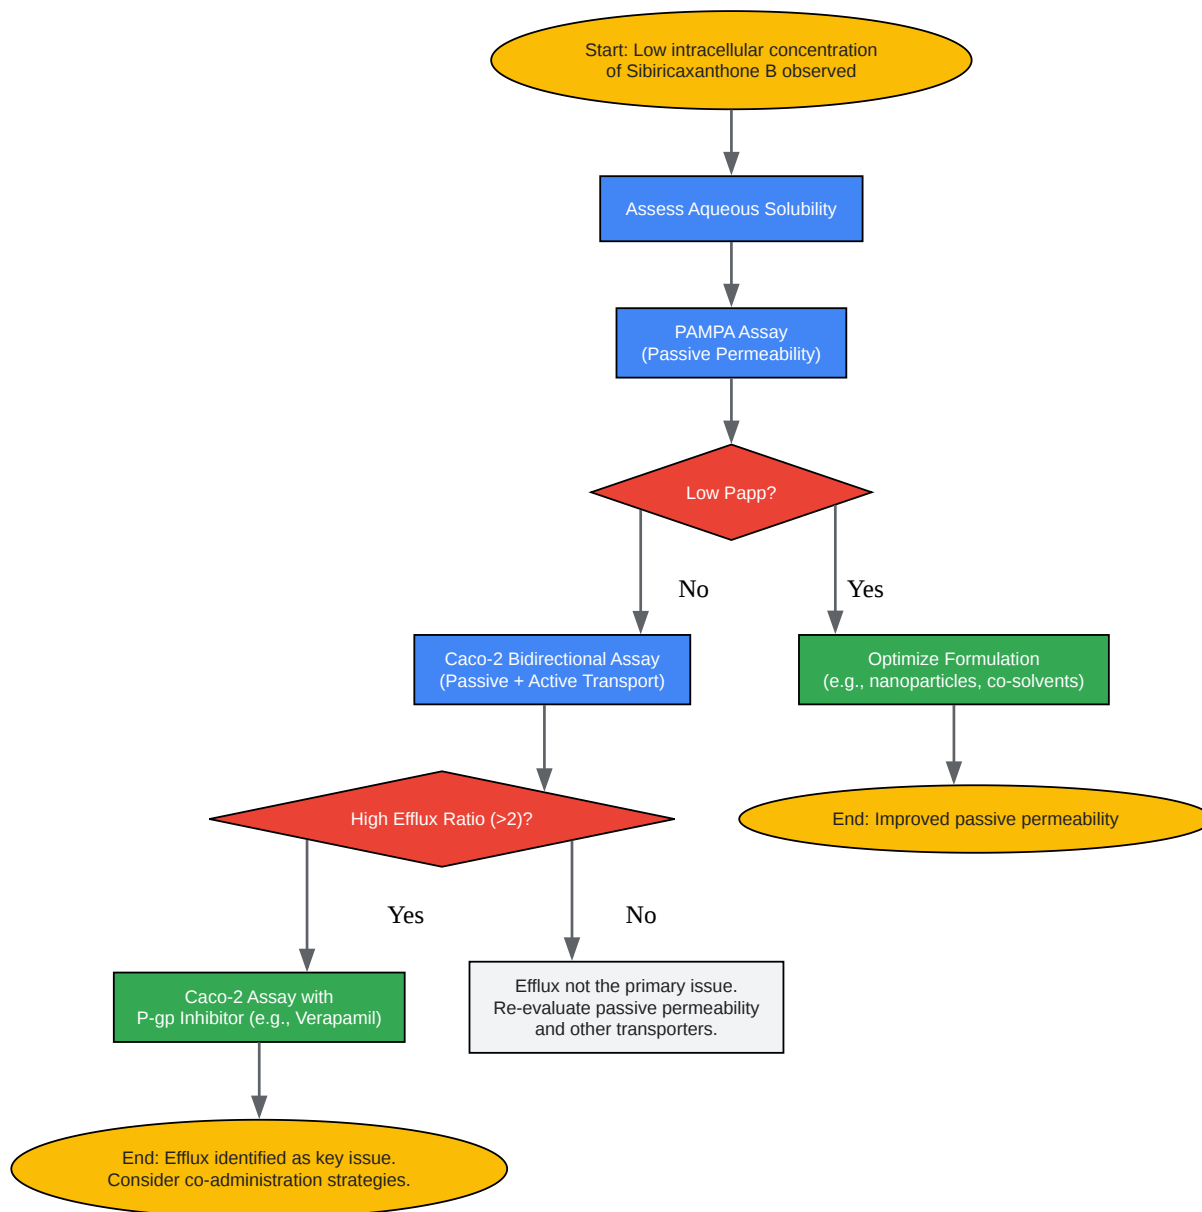 Start: Low intracellular concentration
of Sibiricaxanthone B observed
Assess Aqueous Solubility
PAMPA Assay
(Passive Permeability)
Low Papp?
No
Yes
Caco-2 Bidirectional Assay
(Passive + Active Transport)
Optimize Formulation
(e.g., nanoparticles, co-solvents)
High Efflux Ratio (>2)?
End: Improved passive permeability
Yes
No
Caco-2 Assay with
P-gp Inhibitor (e.g., Verapamil)
Efflux not the primary issue.
Re-evaluate passive permeability
and other transporters.
End: Efflux identified as key issue.
Consider co-administration strategies.